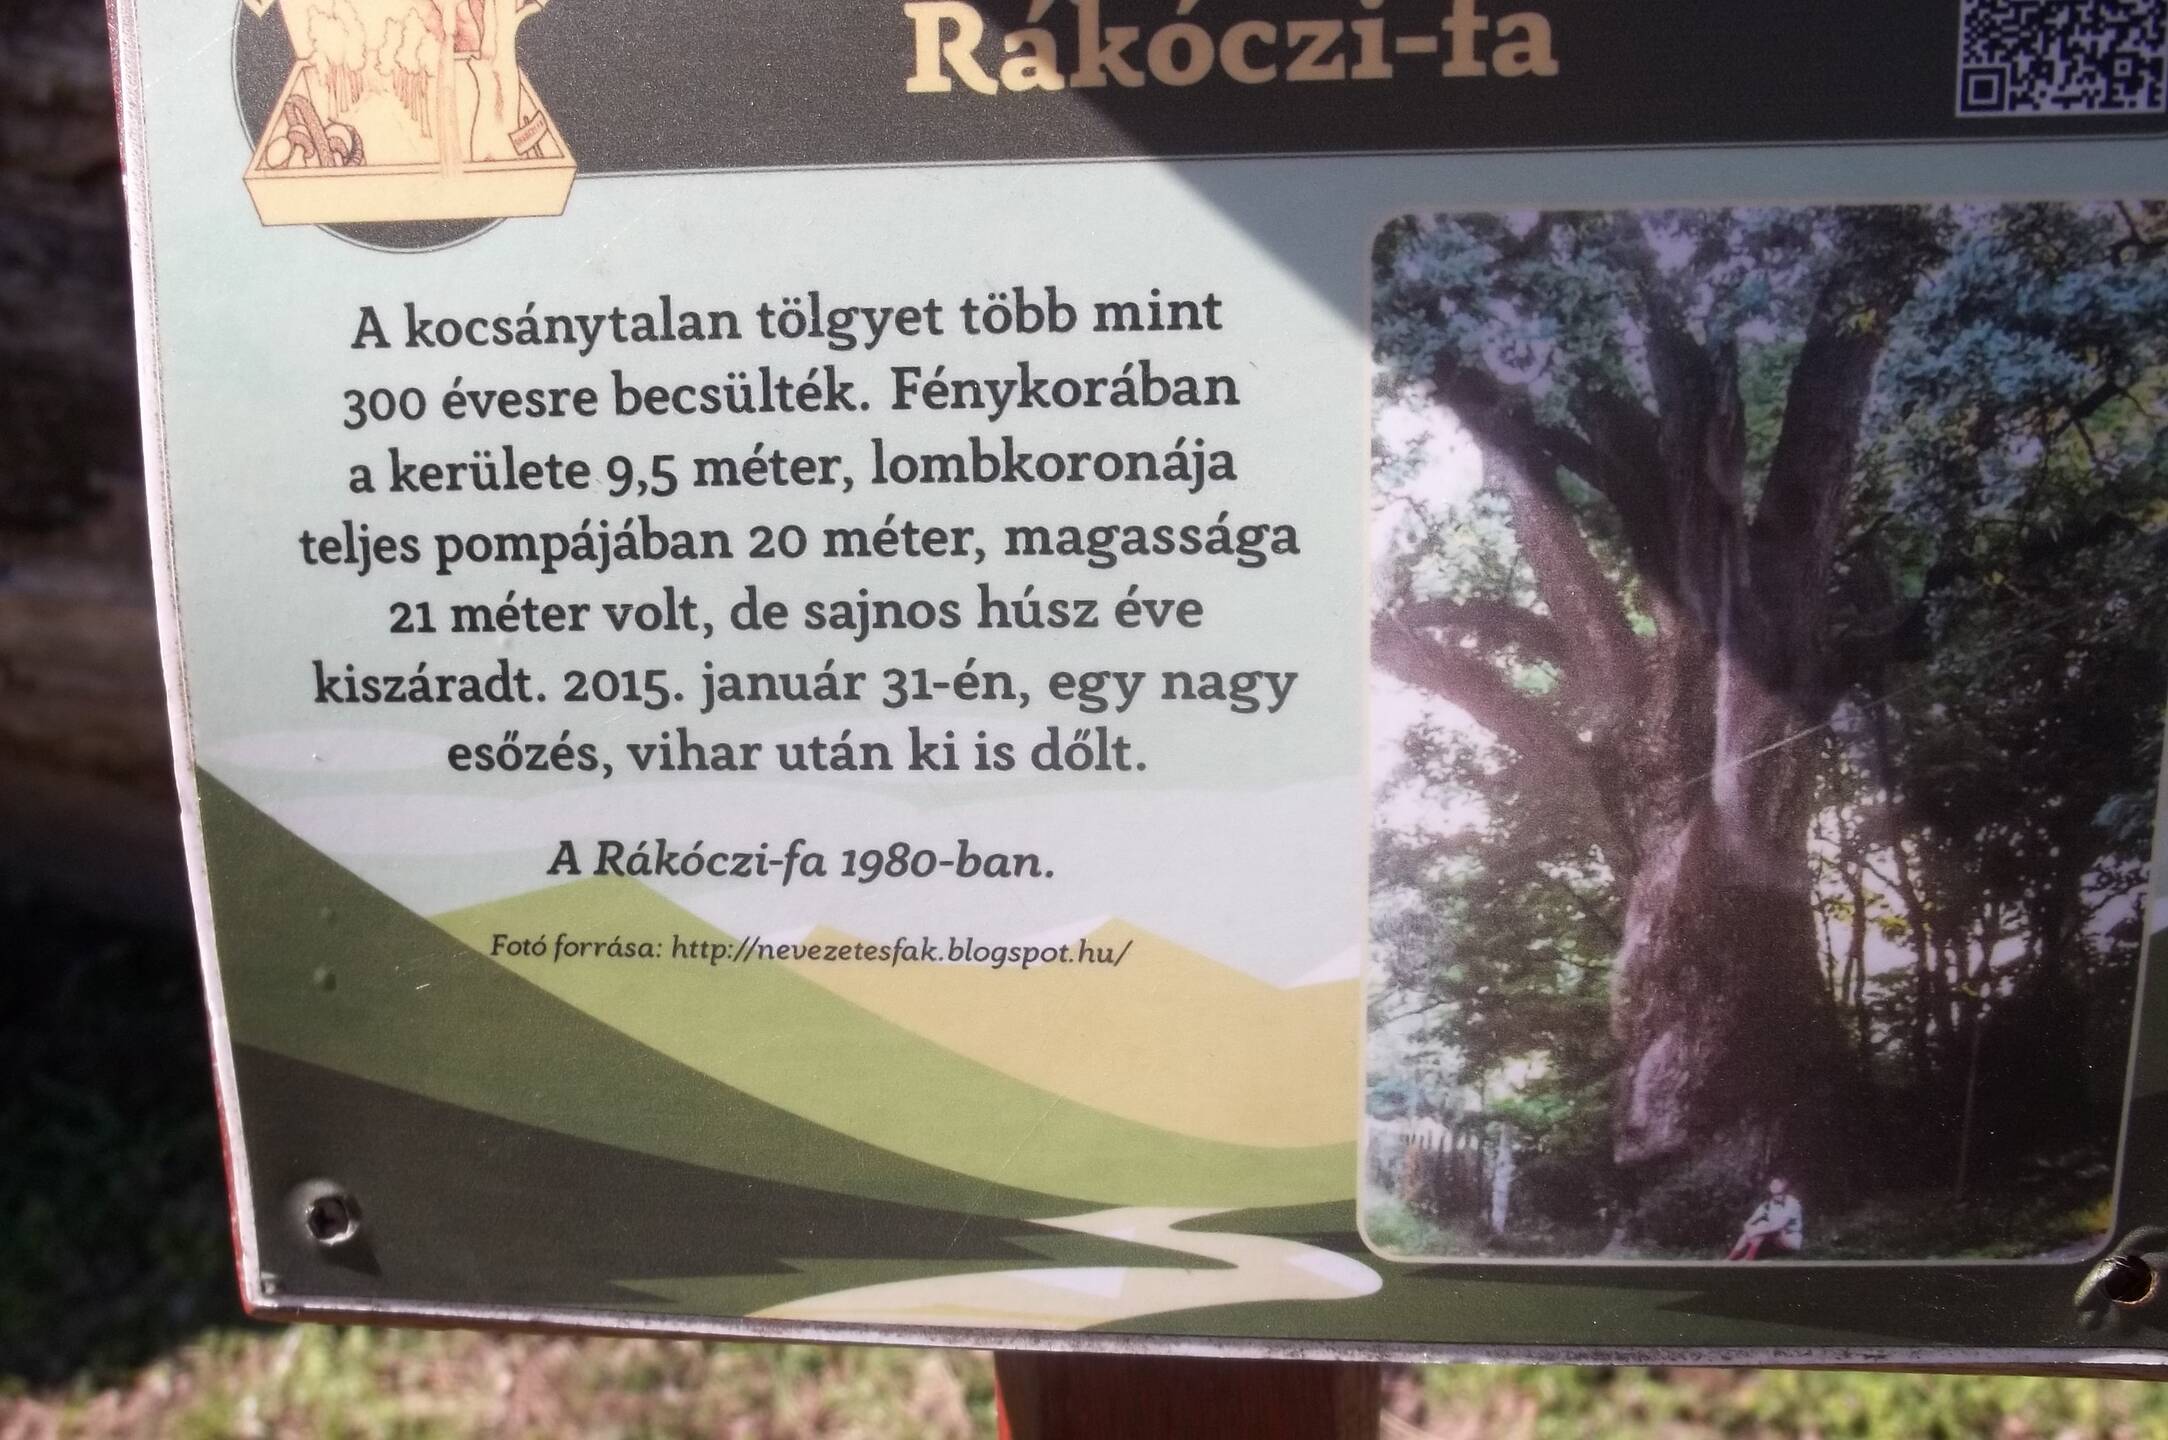 Rákóczi-fa
A kocsánytalan tölgyet több mint
300 évesre becsülték. Fénykorában
a kerülete 9,5 méter, lombkoronája
teljes pompájában 20 méter, magassága
21 méter volt, de sajnos húsz éve
kiszáradt. 2015. január 31-én, egy nagy
esőzés, vihar után ki is dőlt.
A Rákóczi-fa 1980-ban.
Fotó forrása: http://nevezetesfak.blogspot.hu/